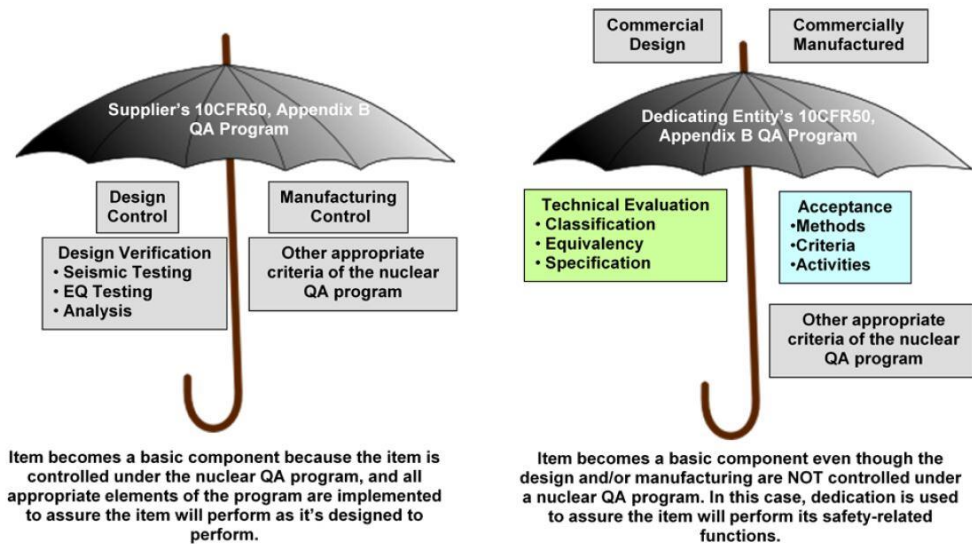 Supplier's 10CFR50, Appendix B
QA Program
Design
Control
Manufacturing
Control
Design Verification
• Seismic Testing
• EQ Testing
• Analysis
Other appropriate
criteria of the nuclear
QA program
Item becomes a basic component because the item is
controlled under the nuclear QA program, and all
appropriate elements of the program are implemented
to assure the item will perform as it's designed to
perform.
Commercial
Design
Commercially
Manufactured
Dedicating Entity's 10CFR50,
Appendix B QA Program
Technical Evaluation
• Classification
• Equivalency
• Specification
Acceptance
•Methods
•Criteria
•Activities
Other appropriate
criteria of the nuclear
QA program
Item becomes a basic component even though the
design and/or manufacturing are NOT controlled under
a nuclear QA program. In this case, dedication is used
to assure the item will perform its safety-related
functions.